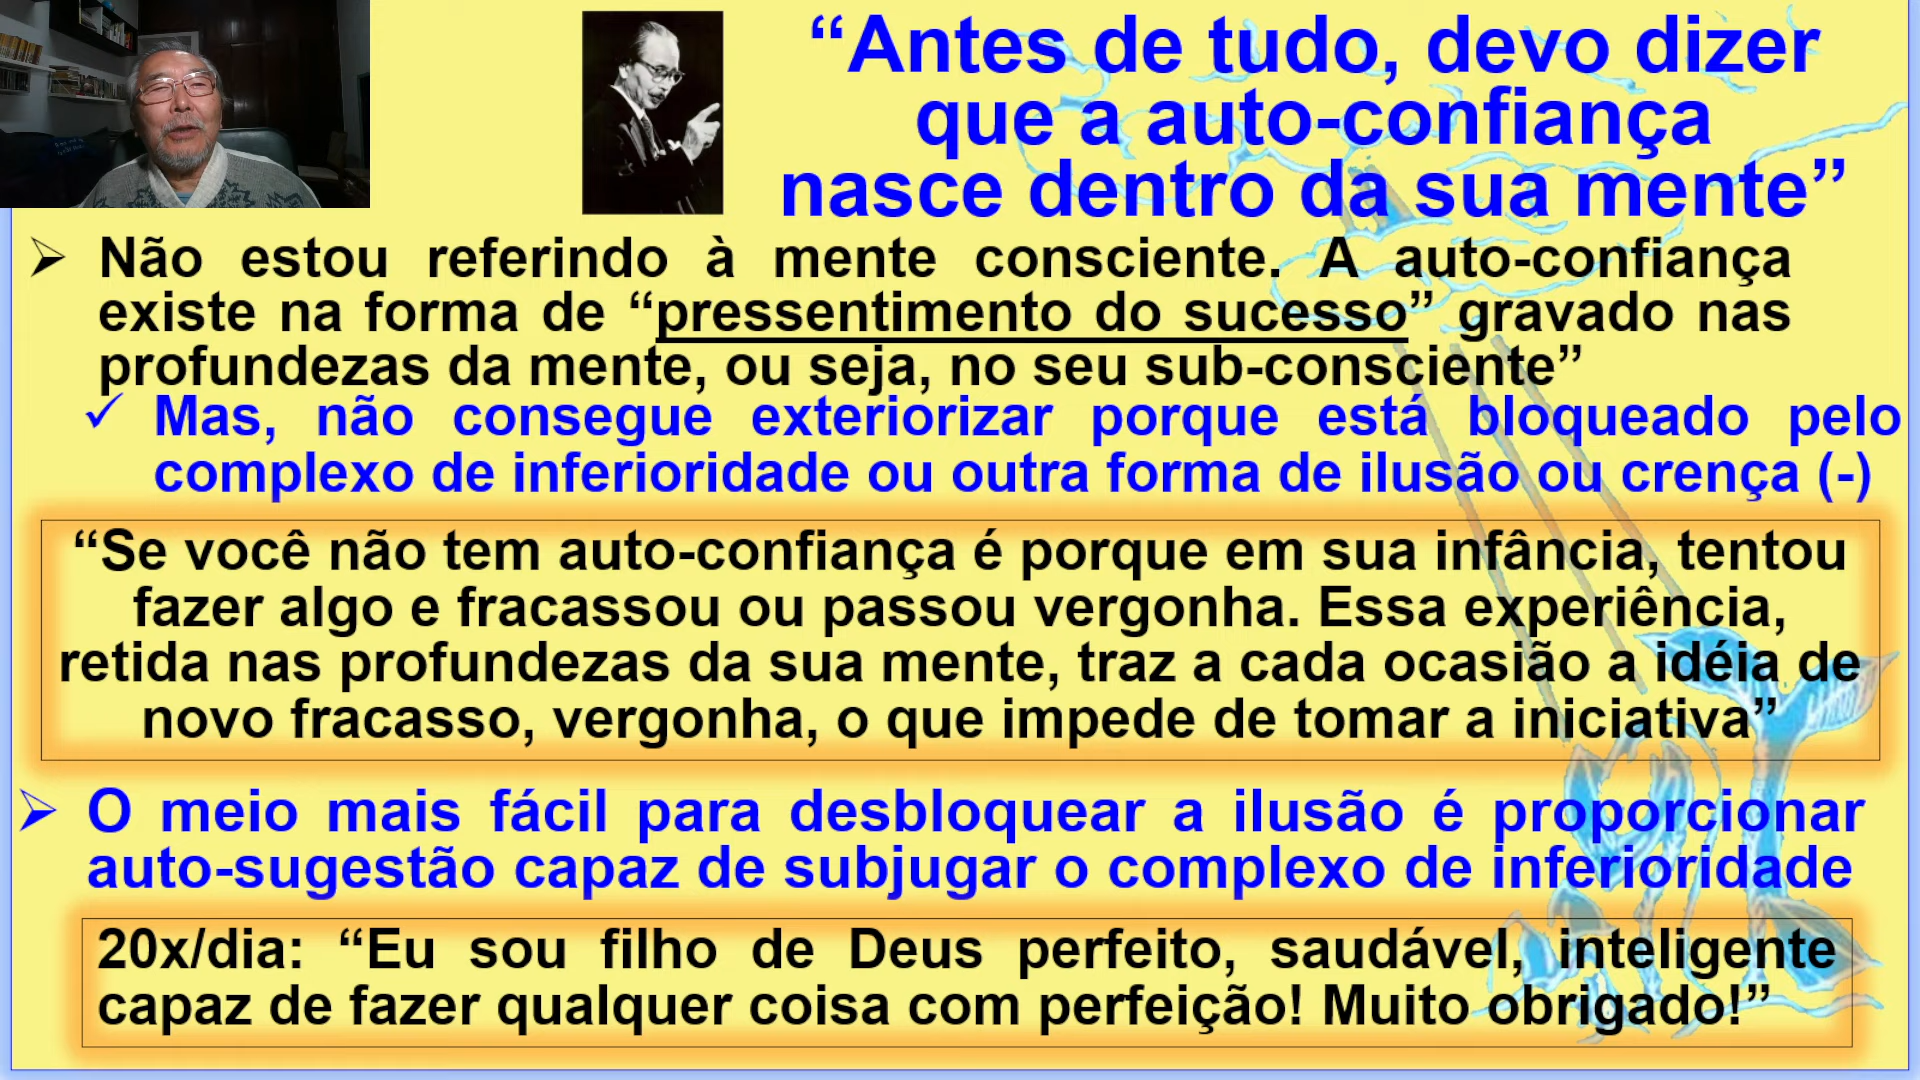 “Antes de tudo, devo dizer
que a auto-confiança
nasce dentro da sua mente”
➢ Não estou referindo à mente consciente. A auto-confiança
existe na forma de “pressentimento do sucesso” gravado nas
profundezas da mente, ou seja, no seu sub-consciente”
✓ Mas, não consegue exteriorizar porque está bloqueado pelo
complexo de inferioridade ou outra forma de ilusão ou crença (-)
“Se você não tem auto-confiança é porque em sua infância, tentou
fazer algo e fracassou ou passou vergonha. Essa experiência,
retida nas profundezas da sua mente, traz a cada ocasião a idéia de
novo fracasso, vergonha, o que impede de tomar a iniciativa”
➢ O meio mais fácil para desbloquear a ilusão é proporcionar
auto-sugestão capaz de subjugar o complexo de inferioridade
20x/dia: “Eu sou filho de Deus perfeito, saudável, inteligente
capaz de fazer qualquer coisa com perfeição! Muito obrigado!”